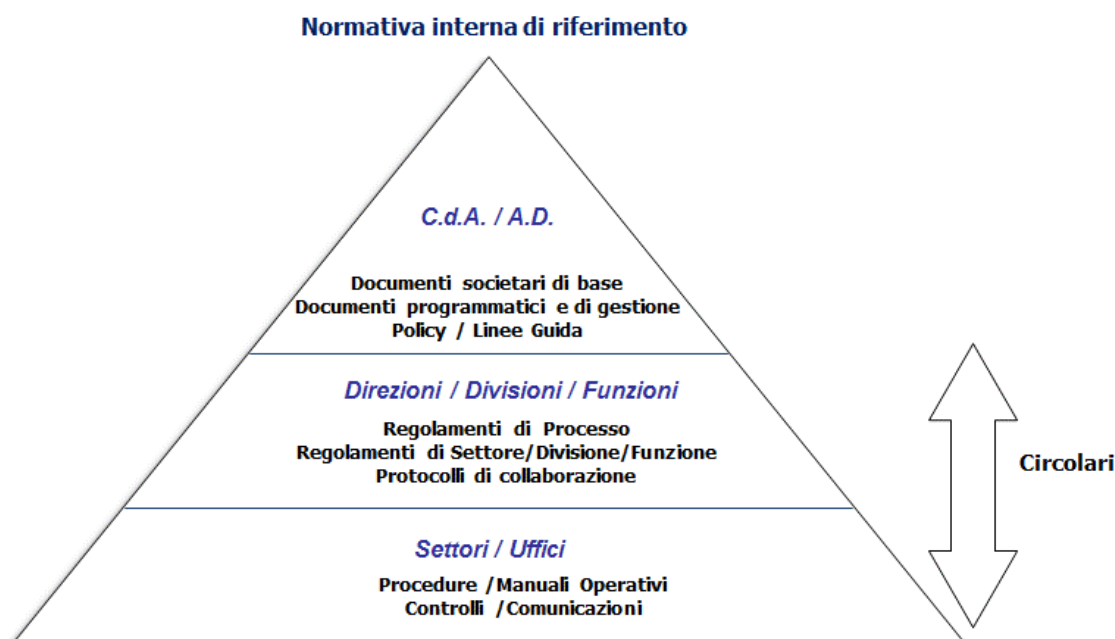 Normativa interna di riferimento
C.d.A. / A.D.
Documenti societari di base
Documenti programmatici e di gestione
Policy / Linee Guida
Direzioni / Divisioni / Funzioni
Regolamenti di Processo
Regolamenti di Settore/Divisione/Funzione
Protocolli di collaborazione
Circolari
Settori / Uffici
Procedure /Manuali Operativi
Controlli /Comunicazioni